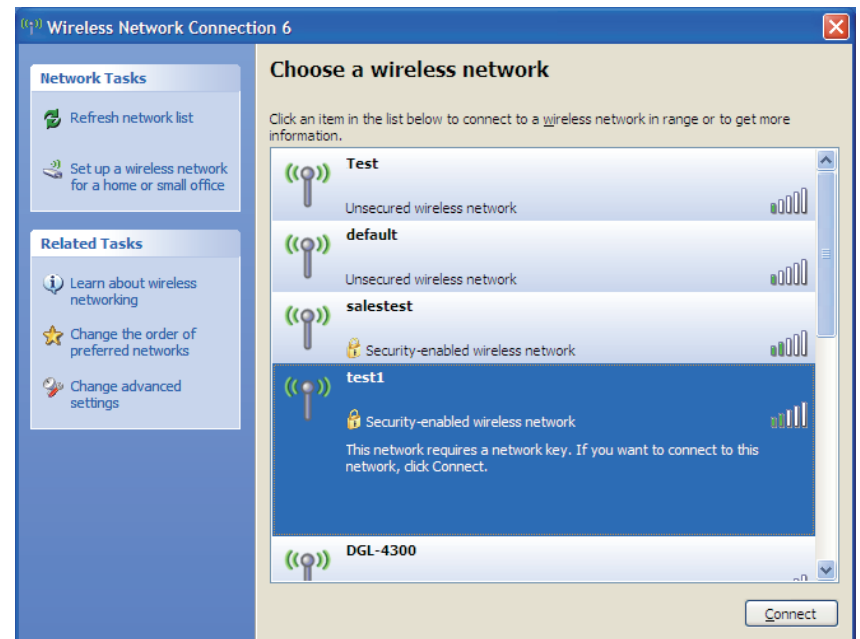 Wireless Network Connection 6
Network Tasks
Refresh network list
Set up a wireless network
for a home or small office
Related Tasks
Learn about wireless
networking
Change the order of
preferred networks
Change advanced
settings
Choose a wireless network
Click an item in the list below to connect to a wireless network in range or to get more
information.
Test
Unsecured wireless network
default
Unsecured wireless network
salestest
Security-enabled wireless network
test1
Security-enabled wireless network
This network requires a network key. If you want to connect to this
network, click Connect.
DGL-4300
Connect